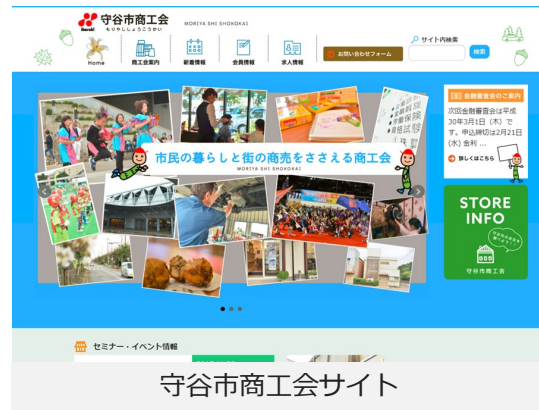 守谷市商工会
もりやししょうこうかい
MORIYA SHI SHOKOKAI
サイト内検索
検索
Home
商工会案内
新着情報
会員情報
求人情報
お問い合わせフォーム
市民の暮らしと街の商売をささえる商工会
MORIYA SHI SHOKOKAI
金融審査会のご案内
次回金融審査会は平成
30年3月1日（木）で
す。申込締切は2月21日
(水) 金利 ...
詳しくはこちら
STORE
INFO
守谷市商工会
セミナー・イベント情報
守谷市商工会サイト